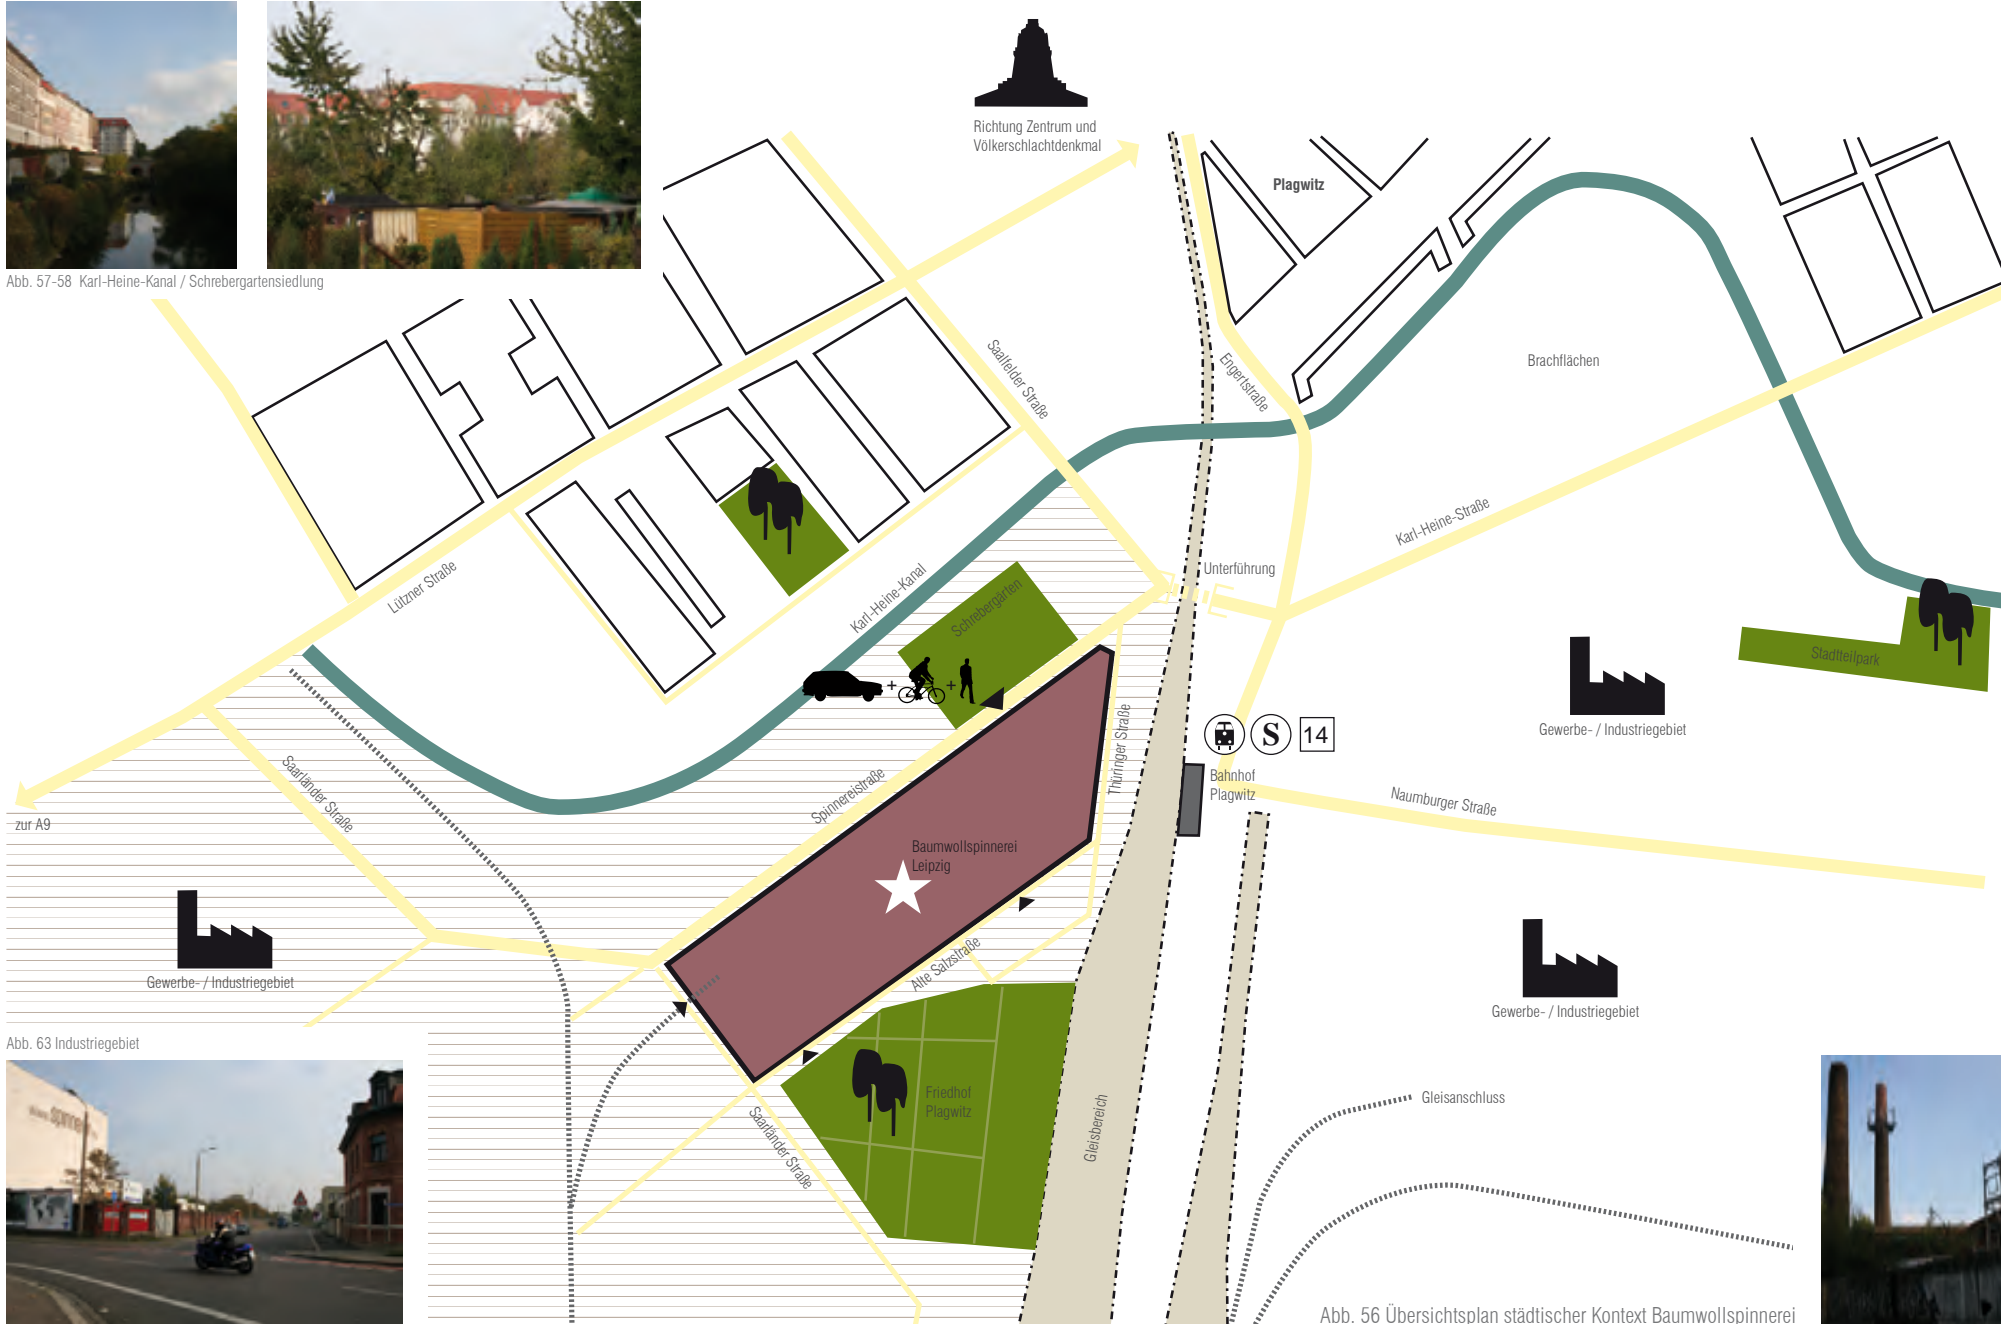 Richtung Zentrum und
Völkerschlachtdenkmal
Plagwitz
Abb. 57-58 Karl-Heine-Kanal / Schrebergartensiedlung
Saalfelder Straße
Engertstraße
Brachflächen
Karl-Heine-Straße
Lützner Straße
Karl-Heine-Kanal
Unterführung
Schrebergärten
Stadtteilpark
+
+
Gewerbe- / Industriegebiet
Thüringer Straße
S
14
Bahnhof
Plagwitz
Naumburger Straße
Saarländer Straße
Spinnereistraße
zur A9
Baumwollspinnerei
Leipzig
Gewerbe- / Industriegebiet
Alte Salzstraße
Gewerbe- / Industriegebiet
Abb. 63 Industriegebiet
spinnerei
Friedhof
Plagwitz
Saarländer Straße
Gleisbereich
Gleisanschluss
Abb. 56 Übersichtsplan städtischer Kontext Baumwollspinnerei